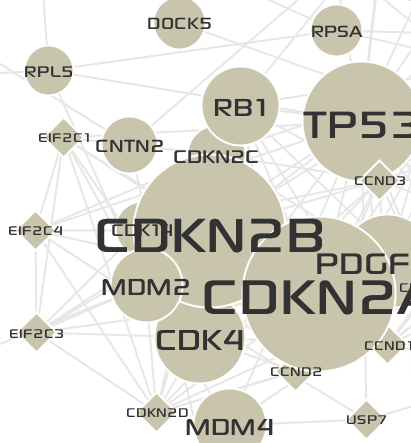 DOCK5
RPSA
RPL5
RB1
TP53
EIF2C1
CNTN2
CDKN2C
CCND3
EIF2C4
CDK14
CDKN2B
PDGF
MDM2
CDKN2A
EIF2C3
CDK4
CCND1
CCND2
CDKN2D
MDM4
USP7